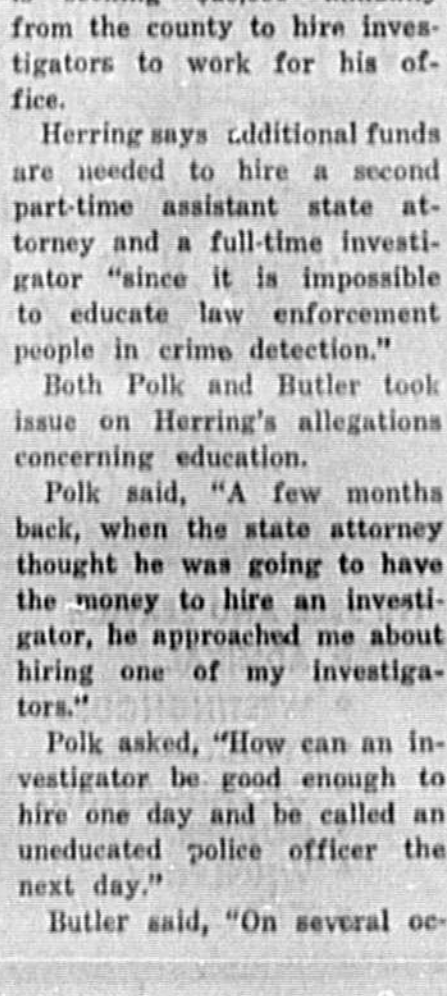 from the county to hire inves-
tigators to work for his of-
fice.
Herring says additional funds
are needed to hire a second
part-time assistant state at-
torney and a full-time investi-
gator "since it is impossible
to educate law enforcement
people in crime detection."
Both Polk and Butler took
issue on Herring's allegations
concerning education.
Polk said, "A few months
back, when the state attorney
thought he was going to have
the money to hire an investi-
gator, he approached me about
hiring one of my investiga-
tors."
Polk asked, "How can an in-
vestigator be good enough to
hire one day and be called an
uneducated police officer the
next day."
Butler said, "On several oc-